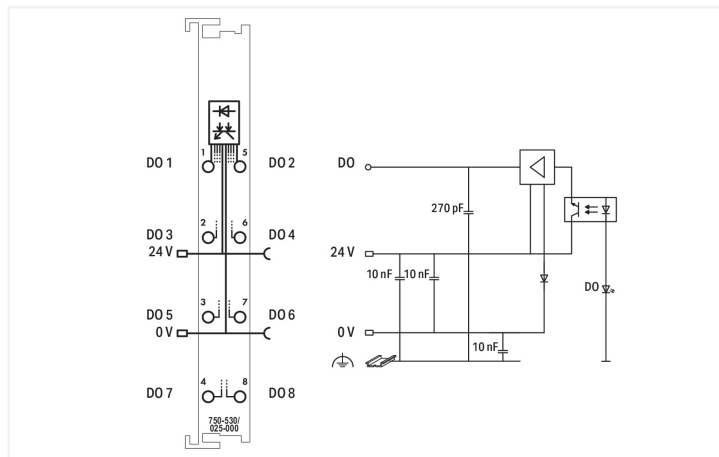 1
5
DO 1
DO 2
2
6
DO 3
DO 4
24 V
3
7
DO 5
DO 6
0 V
4
8
DO 7
DO 8
750-530/
025-000
DO
270 pF
24 V
10 nF
10 nF
DO
0 V
10 nF